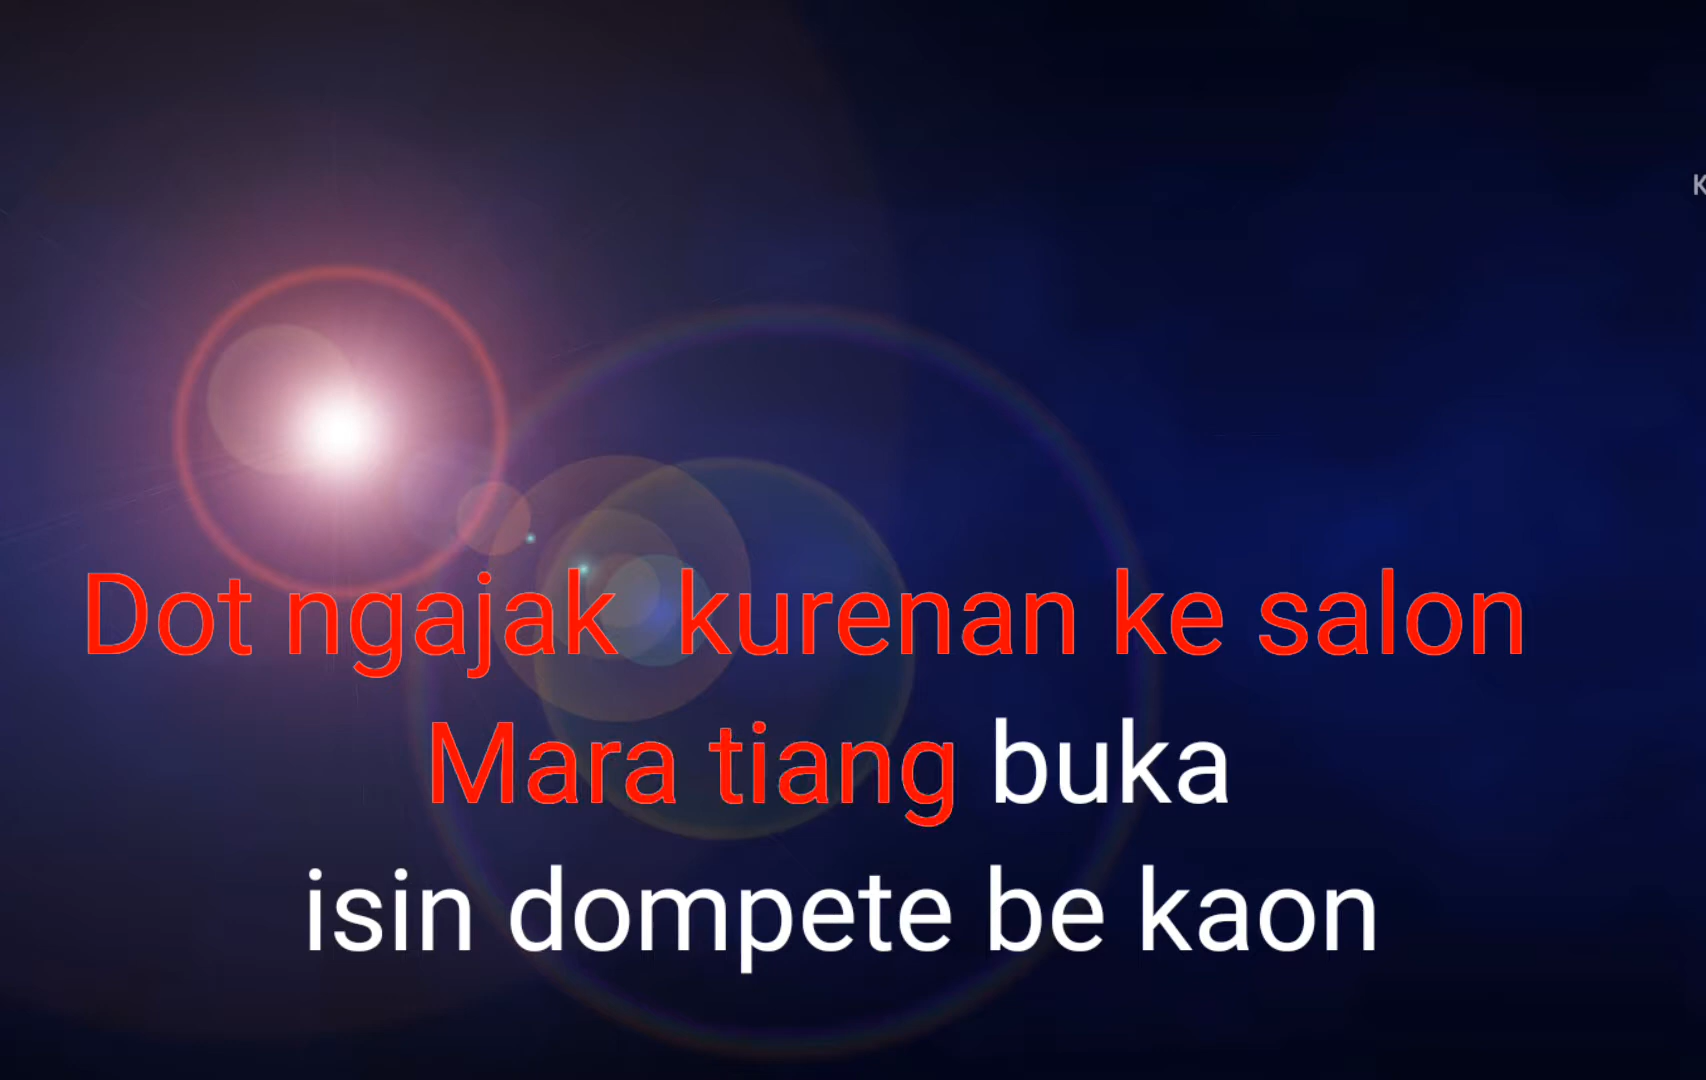 Dot ngajak  kurenan ke salon
Mara tiang buka
isin dompete be kaon